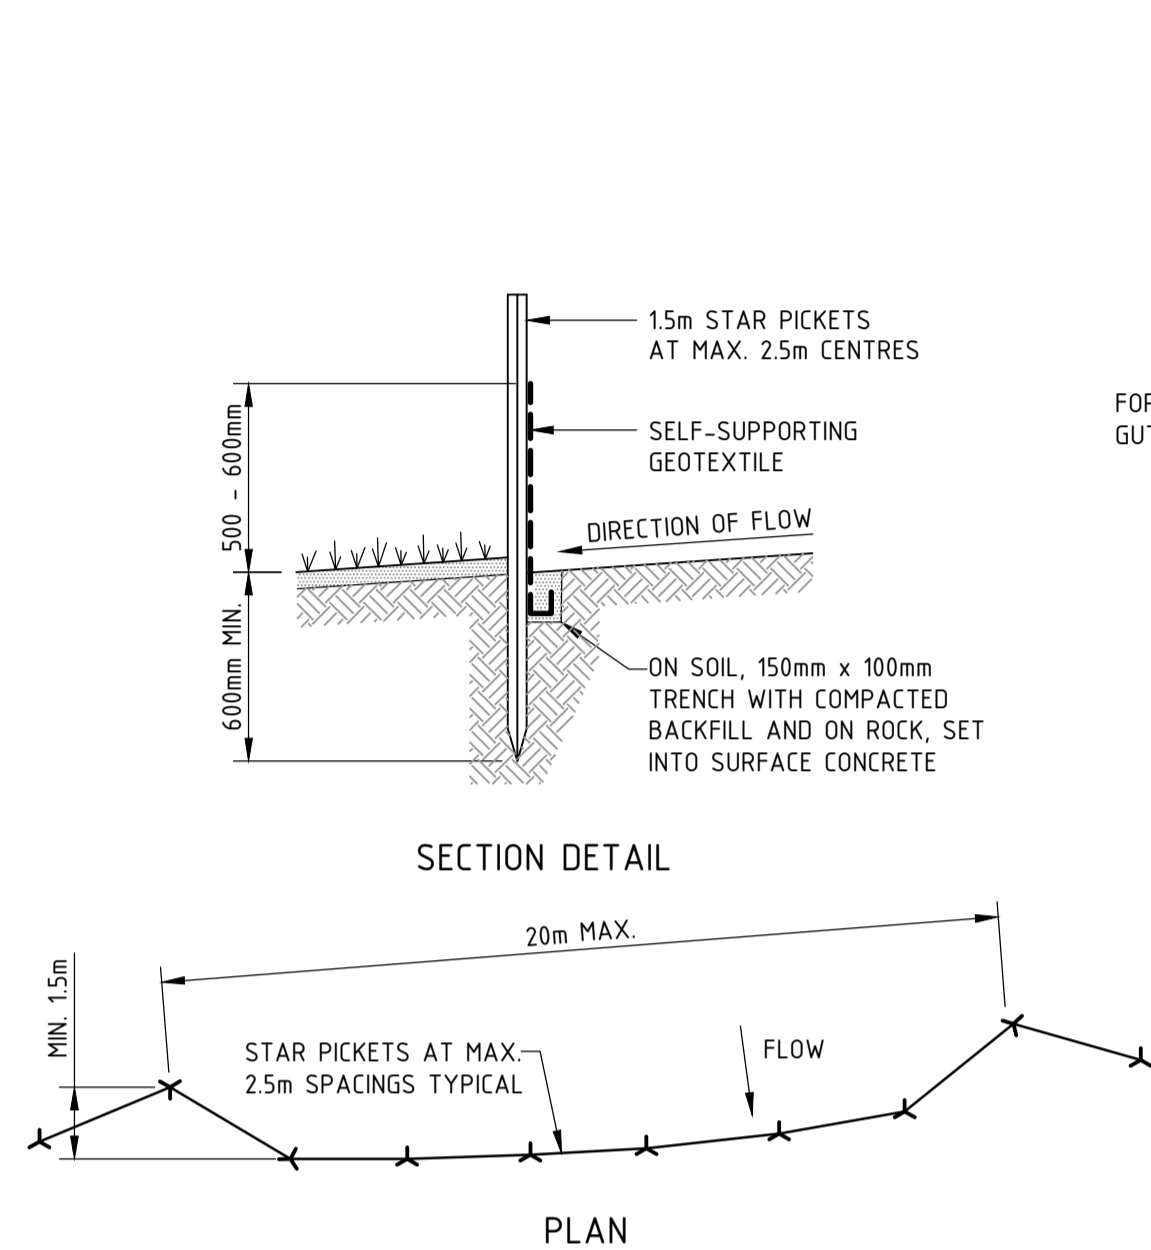 1.5m STAR PICKETS
AT MAX. 2.5m CENTRES
SELF-SUPPORTING
GEOTEXTILE
500 - 600mm
DIRECTION OF FLOW
600mm MIN.
ON SOIL, 150mm x 100mm
TRENCH WITH COMPACTED
BACKFILL AND ON ROCK, SET
INTO SURFACE CONCRETE
SECTION DETAIL
20m MAX.
MIN. 1.5m
STAR PICKETS AT MAX.
2.5m SPACINGS TYPICAL
FLOW
PLAN